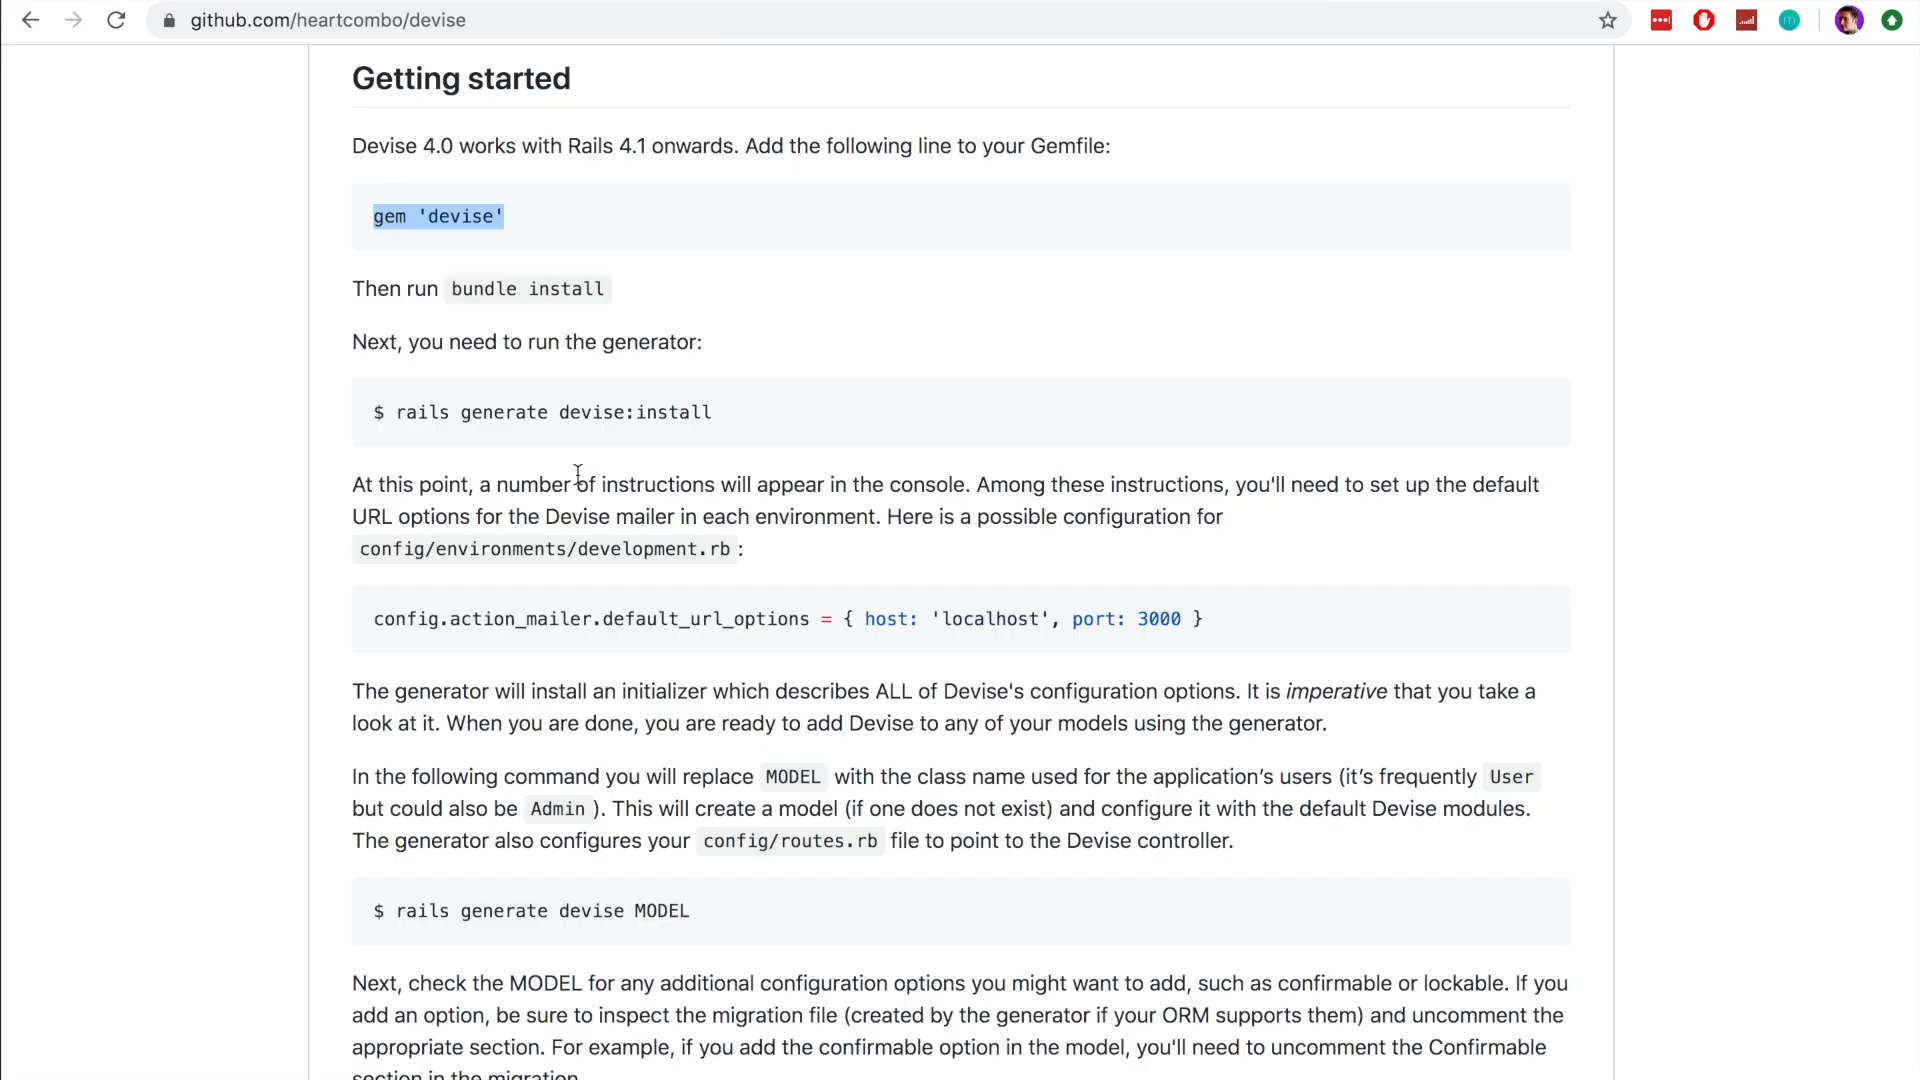 github.com/heartcombo/devise
Getting started
Devise 4.0 works with Rails 4.1 onwards. Add the following line to your Gemfile:
gem 'devise'
Then run bundle install
Next, you need to run the generator:
$ rails generate devise:install
At this point, a number of instructions will appear in the console. Among these instructions, you'll need to set up the default
URL options for the Devise mailer in each environment. Here is a possible configuration for
config/environments/development.rb :
config.action_mailer.default_url_options = { host: 'localhost', port: 3000 }
The generator will install an initializer which describes ALL of Devise's configuration options. It is imperative that you take a
look at it. When you are done, you are ready to add Devise to any of your models using the generator.
In the following command you will replace MODEL with the class name used for the application’s users (it’s frequently User
but could also be Admin ). This will create a model (if one does not exist) and configure it with the default Devise modules.
The generator also configures your config/routes.rb file to point to the Devise controller.
$ rails generate devise MODEL
Next, check the MODEL for any additional configuration options you might want to add, such as confirmable or lockable. If you
add an option, be sure to inspect the migration file (created by the generator if your ORM supports them) and uncomment the
appropriate section. For example, if you add the confirmable option in the model, you'll need to uncomment the Confirmable
section in the migration.